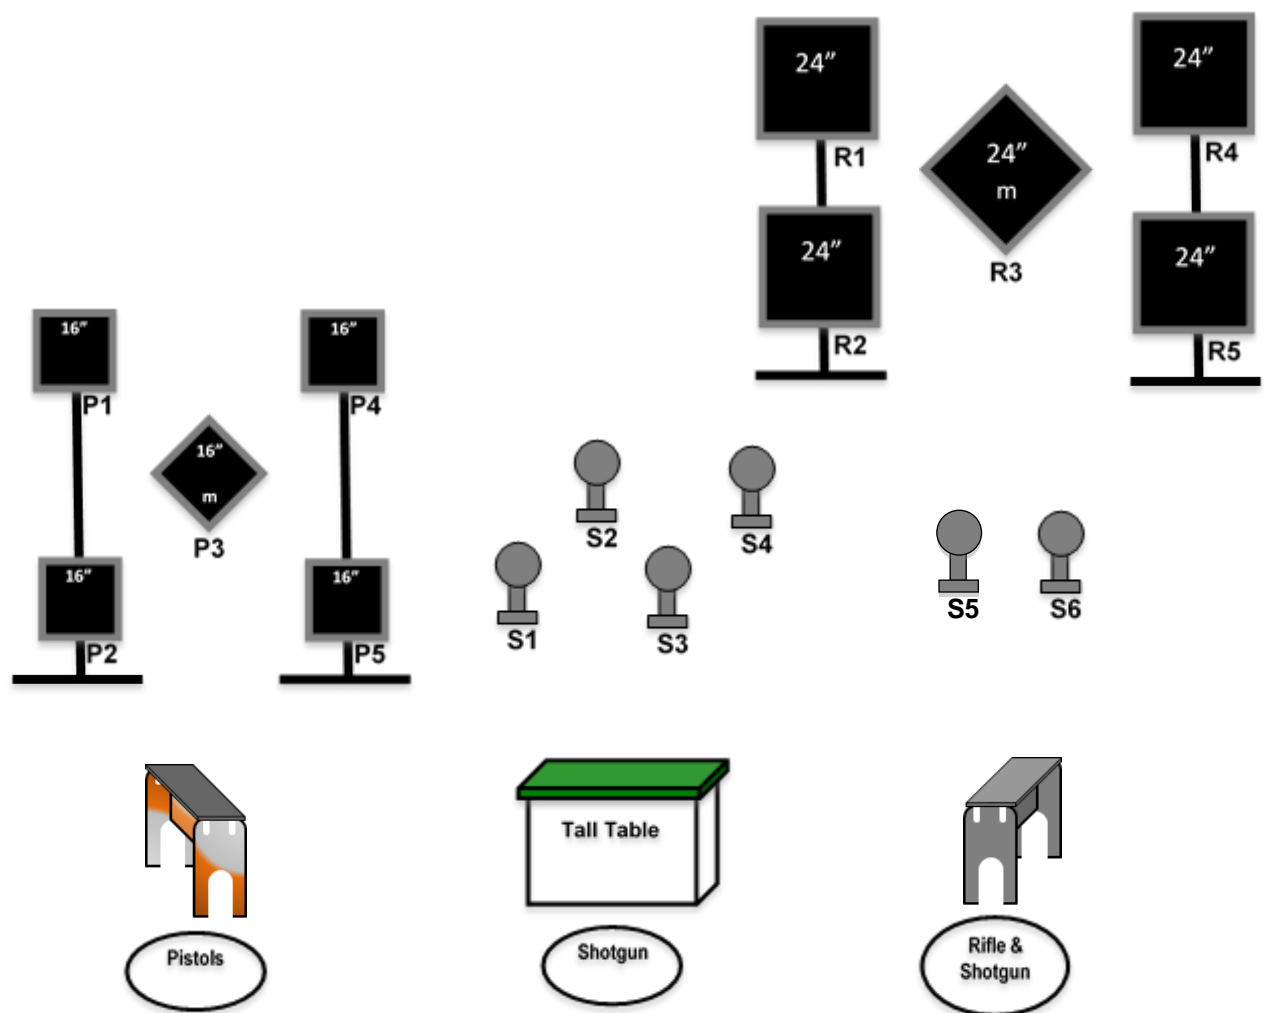 24”
24”
R1
R4
24”
m
24”
24”
R3
R2
R5
16”
16”
P1
P4
16”
m
P3
S2
S4
16”
16”
S5
S6
S1
S3
P2
P5
Tall Table
Pistols
Shotgun
Rifle &
Shotgun